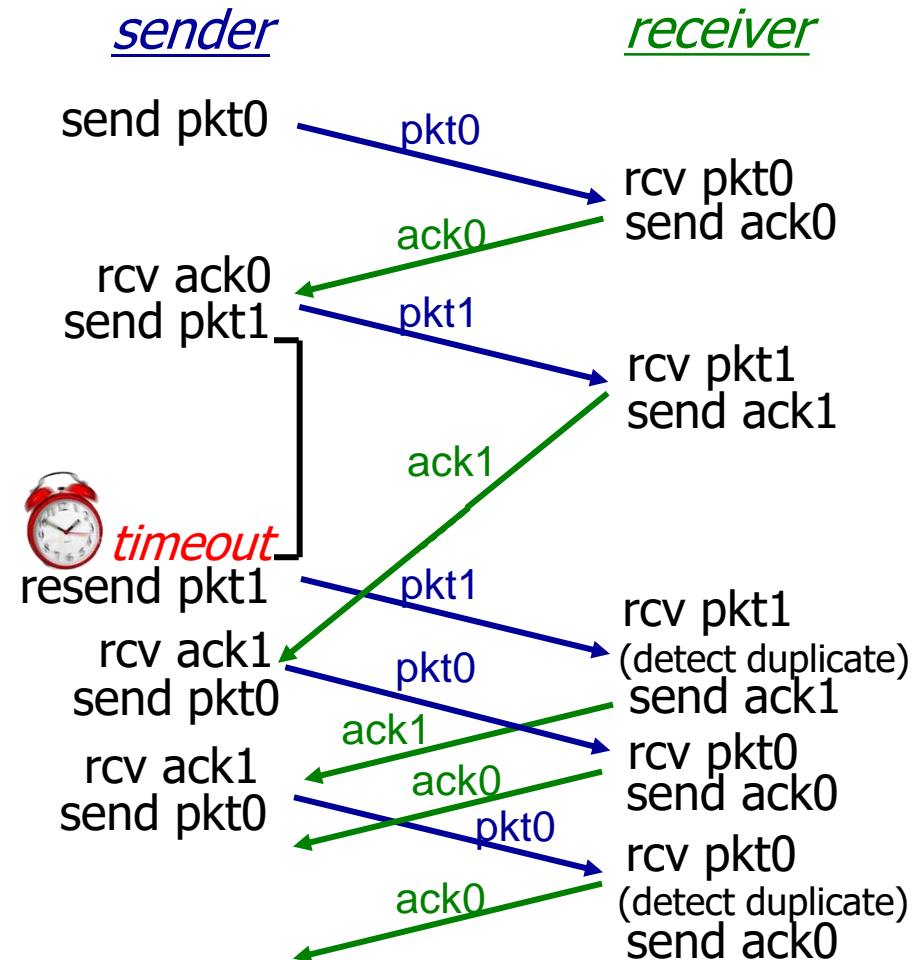 sender
receiver
send pkt0
pkt0
rcv pkt0
send ack0
ack0
rcv ack0
send pkt1
pkt1
rcv pkt1
send ack1
ack1
timeout
resend pkt1
pkt1
rcv pkt1
(detect duplicate)
send ack1
rcv ack1
send pkt0
pkt0
ack1
rcv pkt0
send ack0
rcv ack1
send pkt0
ack0
pkt0
rcv pkt0
(detect duplicate)
send ack0
ack0